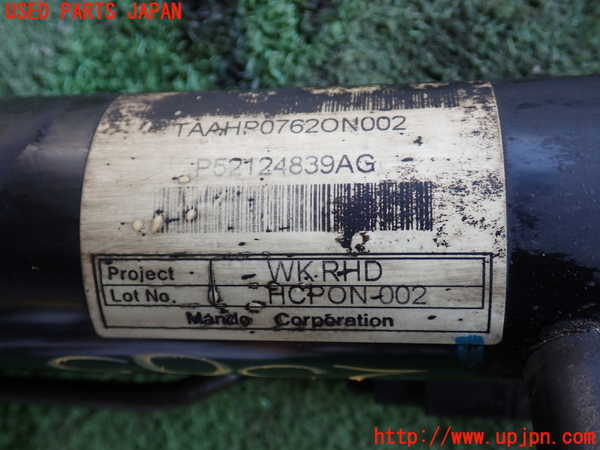 USED PARTS JAPAN
TAAHP0762ON002
P52124839AG
Project WK RHD
Lot No. HCPON-002
Mando Corporation
http://www.upjpn.com